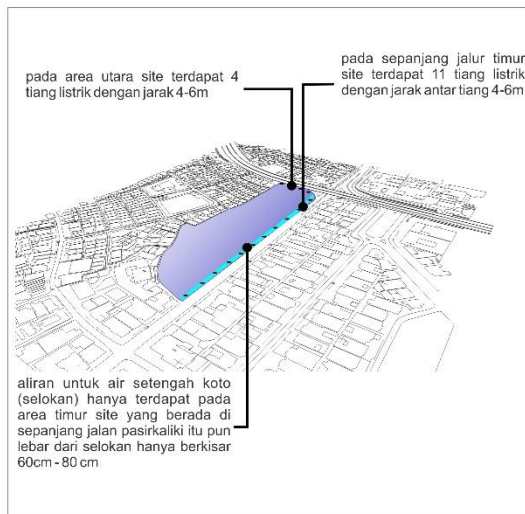 pada area utara site terdapat 4
tiang listrik dengan jarak 4-6m
pada sepanjang jalur timur
site terdapat 11 tiang listrik
dengan jarak antar tiang 4-6m
aliran untuk air setengah koto
(selokan) hanya terdapat pada
area timur site yang berada di
sepanjang jalan pasirkaliki itu pun
lebar dari selokan hanya berkisar
60cm - 80 cm